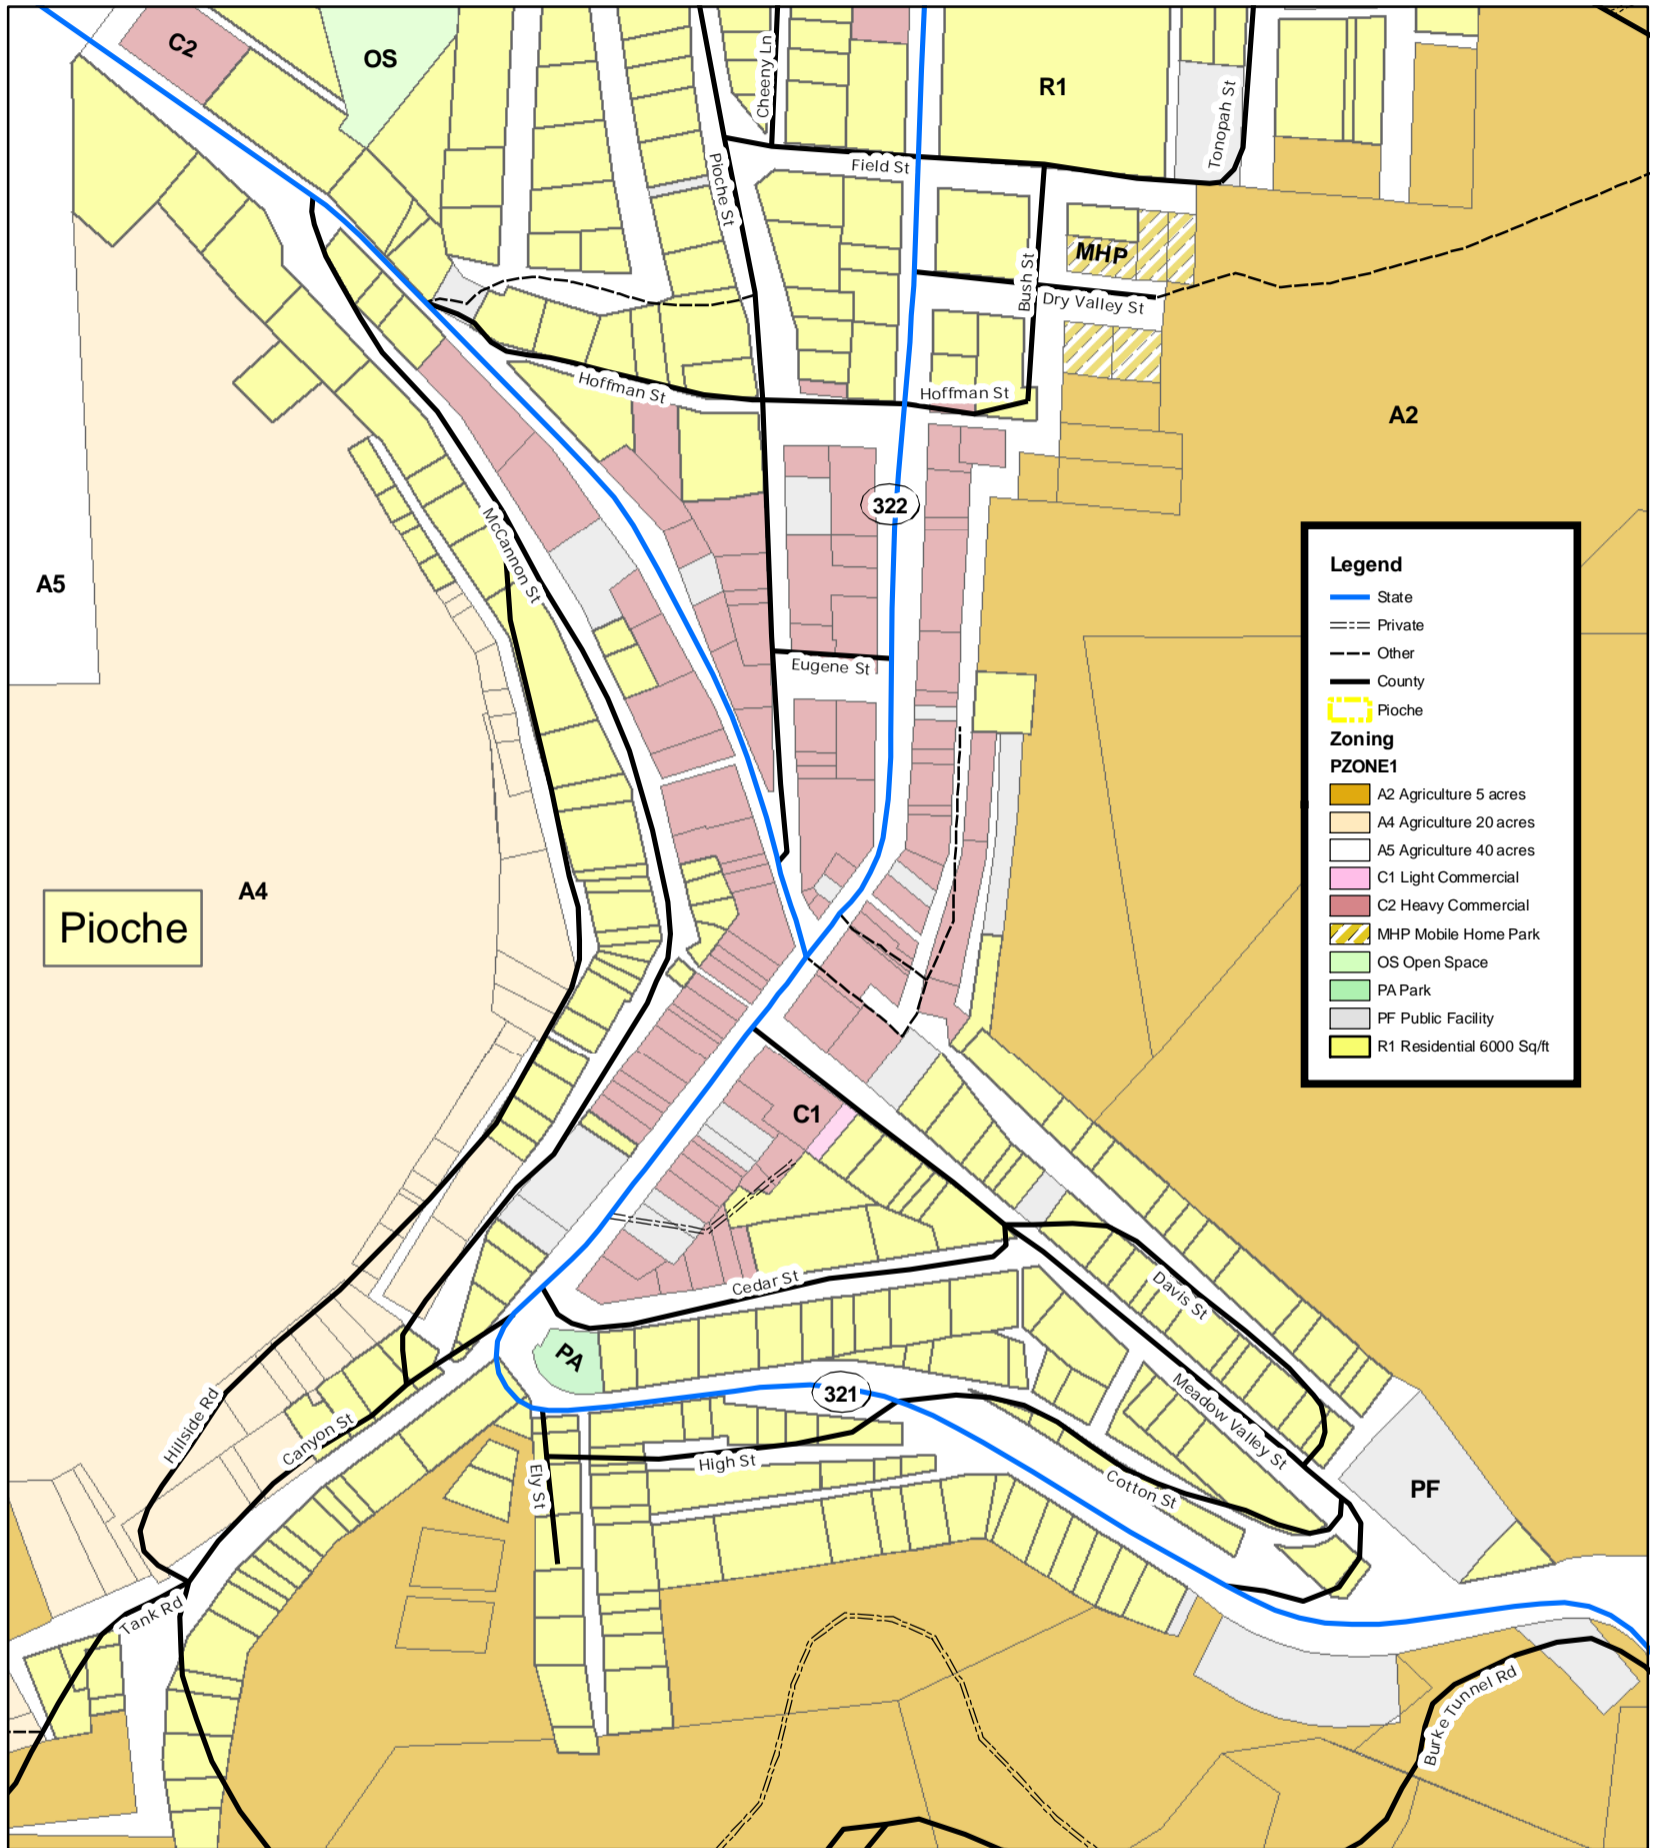 C2
OS
Cheeny Ln
R1
Tonopah St
Pioche St
Field St
MHP
Bush St
Dry Valley St
Hoffman St
Hoffman St
A2
322
McCannon St
A5
Eugene St
Legend
State
Private
Other
County
Pioche
Zoning
PZONE1
A2 Agriculture 5 acres
A4 Agriculture 20 acres
A5 Agriculture 40 acres
C1 Light Commercial
C2 Heavy Commercial
MHP Mobile Home Park
OS Open Space
PA Park
PF Public Facility
R1 Residential 6000 Sq/ft
A4
Pioche
C1
Cedar St
Davis St
PA
321
Meadow Valley St
Hillside Rd
Canyon St
High St
Ely St
Cotton St
PF
Tank Rd
Burke Tunnel Rd